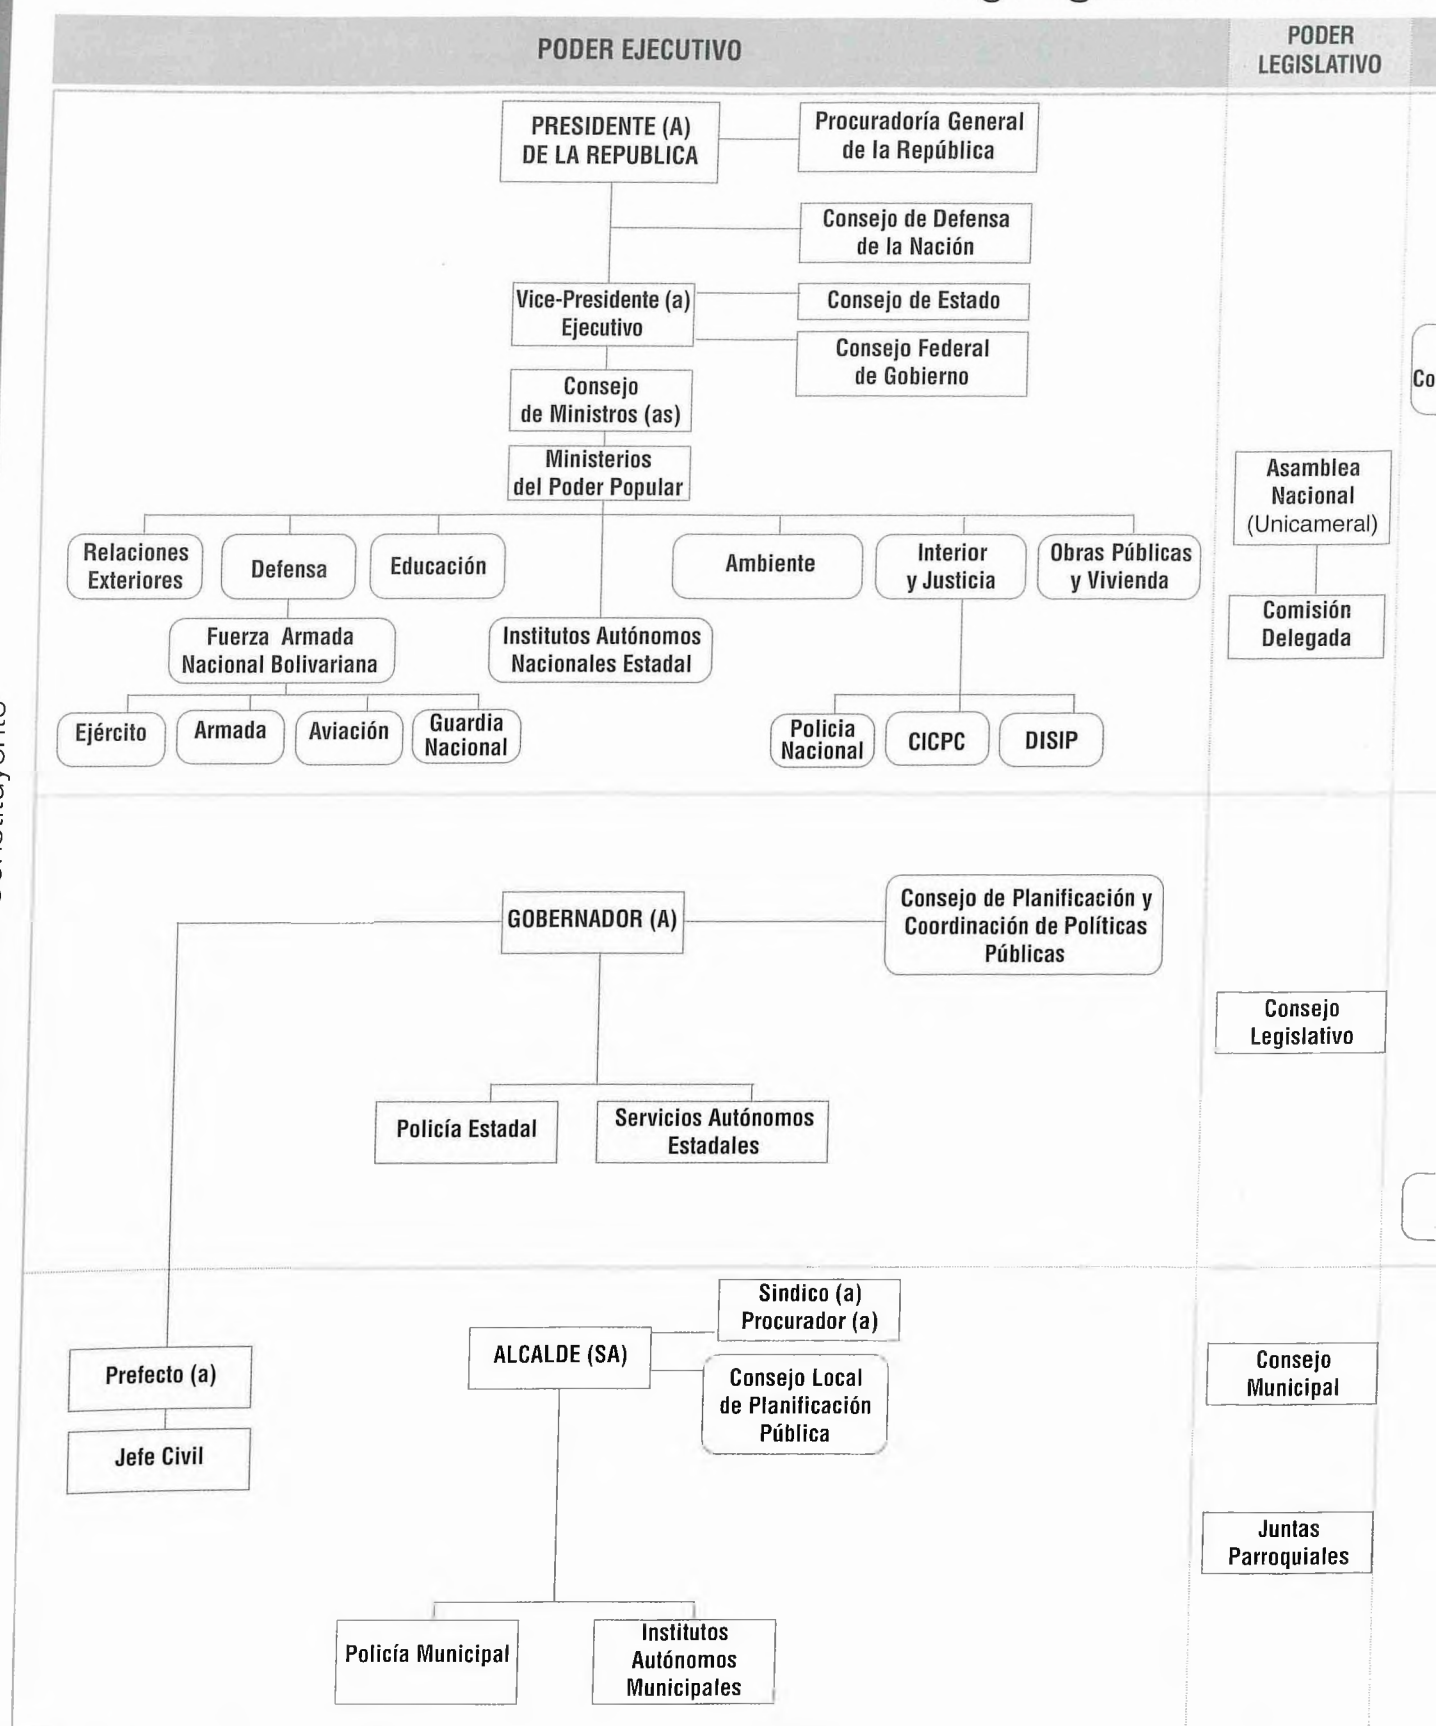 PODER EJECUTIVO
PODER
LEGISLATIVO
PRESIDENTE (A)
DE LA REPUBLICA
Procuradoría General
de la República
Consejo de Defensa
de la Nación
Vice-Presidente (a)
Ejecutivo
Consejo de Estado
Consejo Federal
de Gobierno
Consejo
de Ministros (as)
Ministerios
del Poder Popular
Relaciones
Exteriores
Defensa
Educación
Ambiente
Interior
y Justicia
Obras Públicas
y Vivienda
Fuerza Armada
Nacional Bolivariana
Institutos Autónomos
Nacionales Estadal
Ejército
Armada
Aviación
Guardia
Nacional
Policia
Nacional
CICPC
DISIP
Asamblea
Nacional
(Unicameral)
Comisión
Delegada
Co
GOBERNADOR (A)
Consejo de Planificación y
Coordinación de Políticas
Públicas
Policía Estadal
Servicios Autónomos
Estadales
Consejo
Legislativo
Prefecto (a)
Jefe Civil
ALCALDE (SA)
Sindico (a)
Procurador (a)
Consejo Local
de Planificación
Pública
Policía Municipal
Institutos
Autónomos
Municipales
Consejo
Municipal
Juntas
Parroquiales